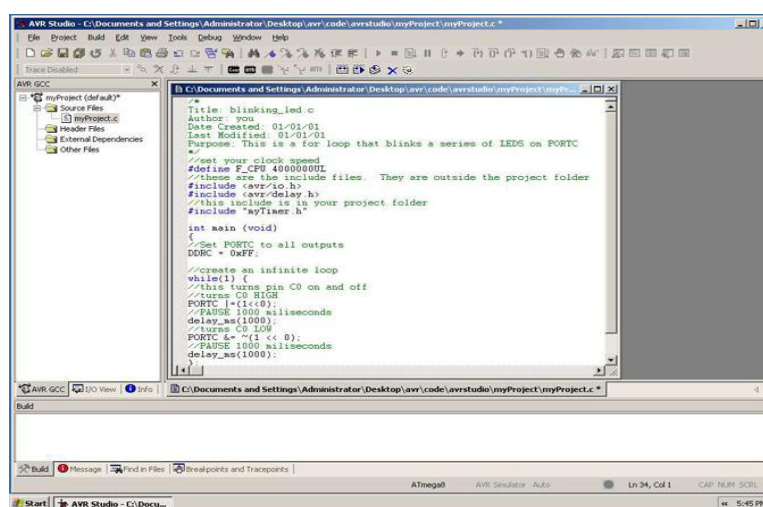 AVR Studio - C:\Documents and Settings\Administrator\Desktop\avr\code\avrstudio\myProject\myProject.c *
File Project Build Edit View Tools Debug Window Help
Trace Disabled
AVR GCC
C:\Documents and Settings\Administrator\Desktop\avr\code\avrstudio\myProject\myPr...
myProject (default)*
Source Files
myProject.c
Header Files
External Dependencies
Other Files
/*
Title: blinking_led.c
Author: you
Date Created: 01/01/01
Last Modified: 01/01/01
Purpose: This is a for loop that blinks a series of LEDS on PORTC
*/
//set your clock speed
#define F_CPU 4000000UL
//these are the include files. They are outside the project folder
#include <avr/io.h>
#include <avr/delay.h>
//this include is in your project folder
#include "myTimer.h"
int main (void)
{
//Set PORTC to all outputs
DDRC = 0xFF;
//create an infinite loop
while(1) {
//this turns pin C0 on and off
//turns C0 HIGH
PORTC |=(1<<0);
//PAUSE 1000 miliseconds
delay_ms(1000);
//turns C0 LOW
PORTC &= ~(1 << 0);
//PAUSE 1000 miliseconds
delay_ms(1000);
};
AVR GCC I/O View Info
C:\Documents and Settings\Administrator\Desktop\avr\code\avrstudio\myProject\myProject.c *
Build
Build Message Find in Files Breakpoints and Tracepoints
ATmega8 AVR Simulator Auto Ln 34, Col 1 CAP NUM SCRL
Start AVR Studio - C:\Docu... « 5:45 PM